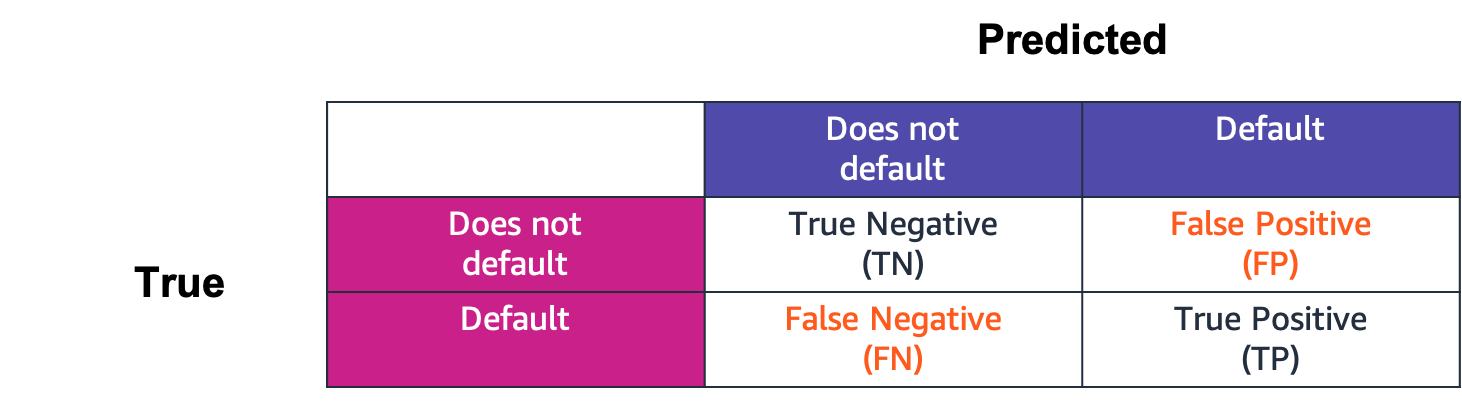 Predicted
Does not
default
Default
Does not
default
True Negative
(TN)
False Positive
(FP)
True
Default
False Negative
(FN)
True Positive
(TP)